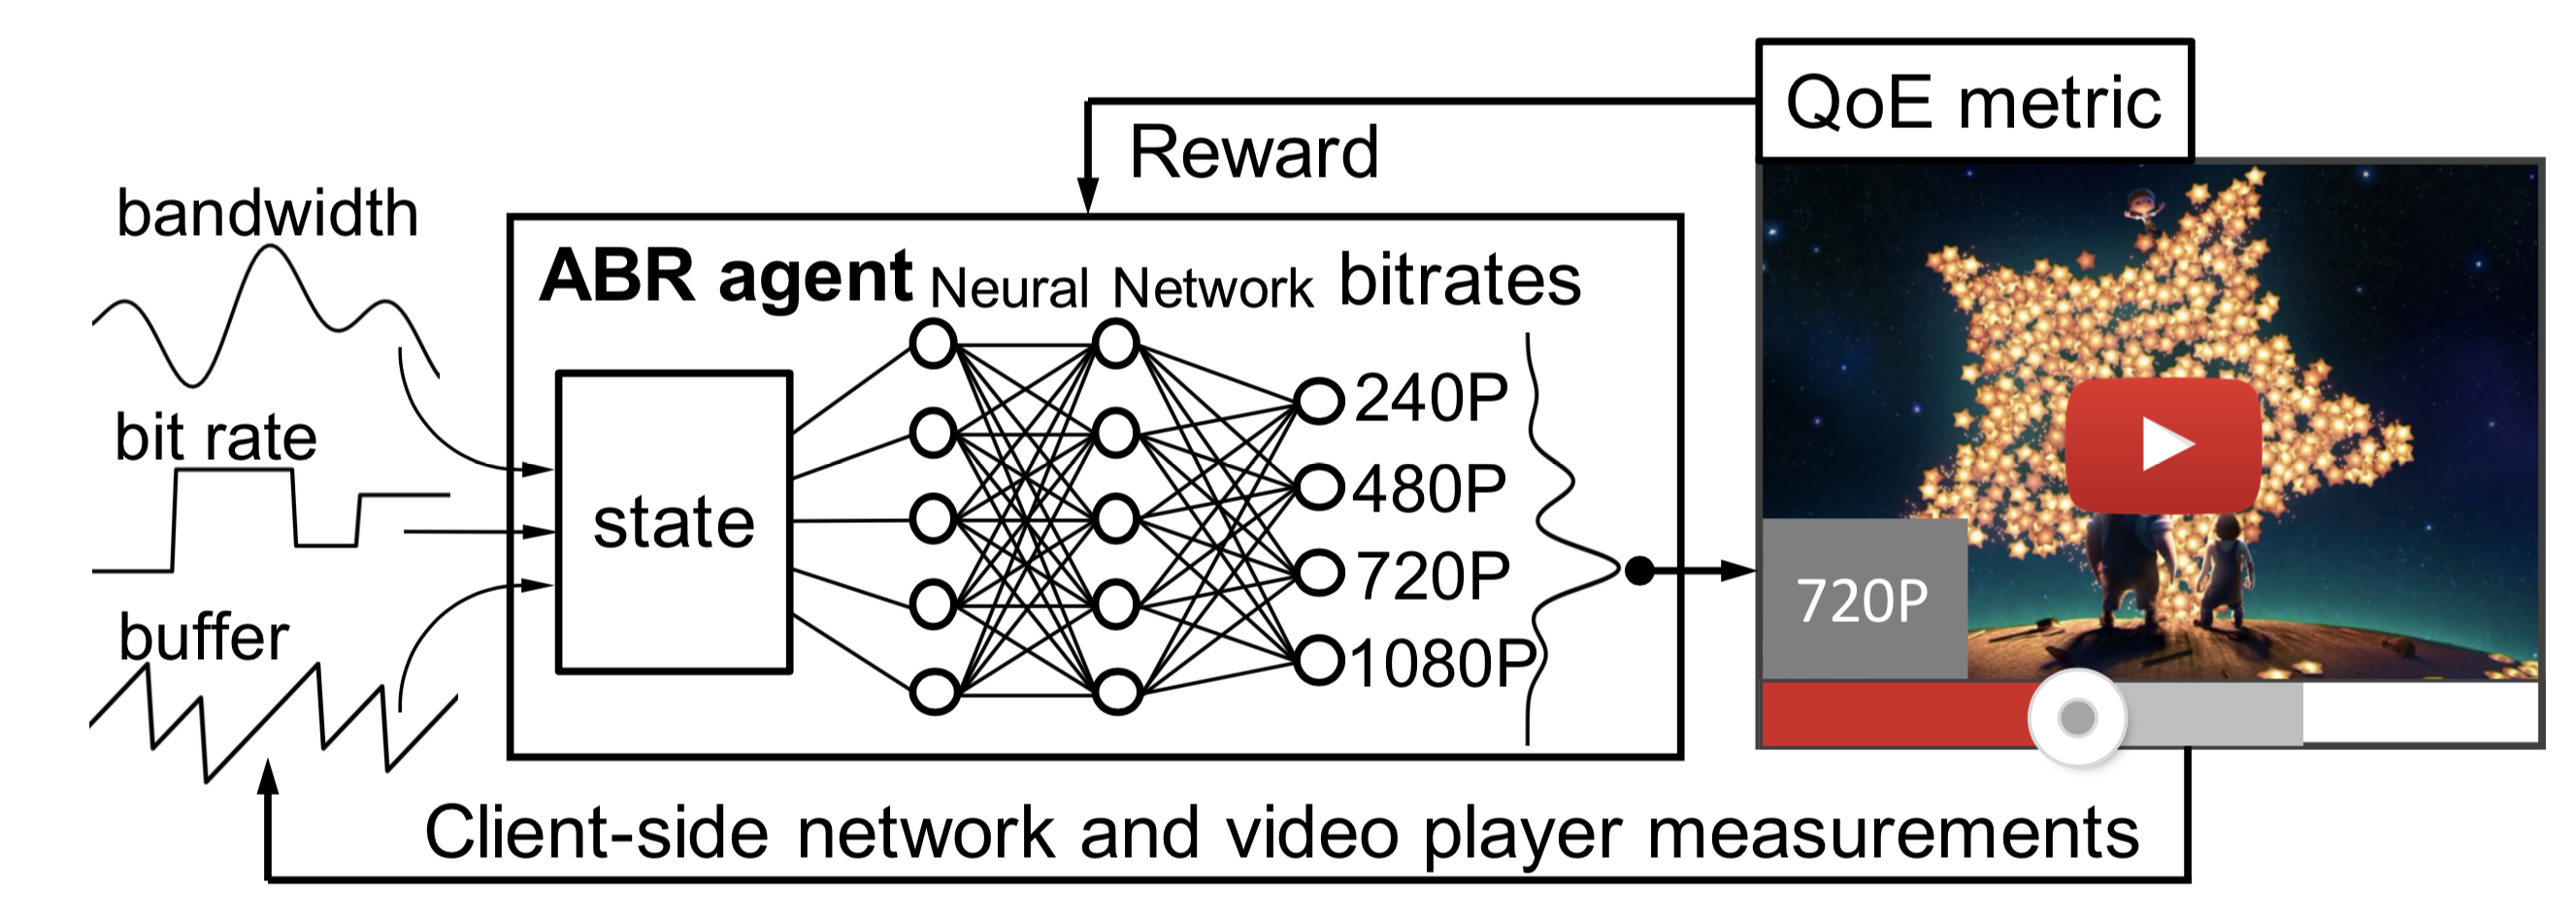 QoE metric
Reward
bandwidth
bit rate
buffer
ABR agent Neural Network bitrates
state
240P
480P
720P
1080P
720P
Client-side network and video player measurements